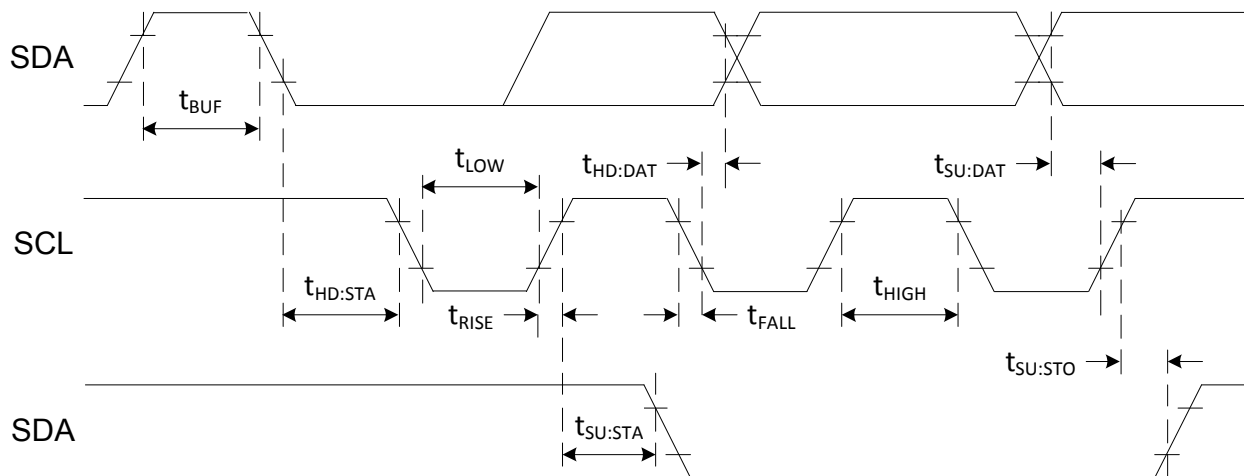 SDA
tBUF
tLOW
tHD:DAT
tSU:DAT
SCL
tHD:STA
tRISE
tFALL
tHIGH
tSU:STO
SDA
tSU:STA